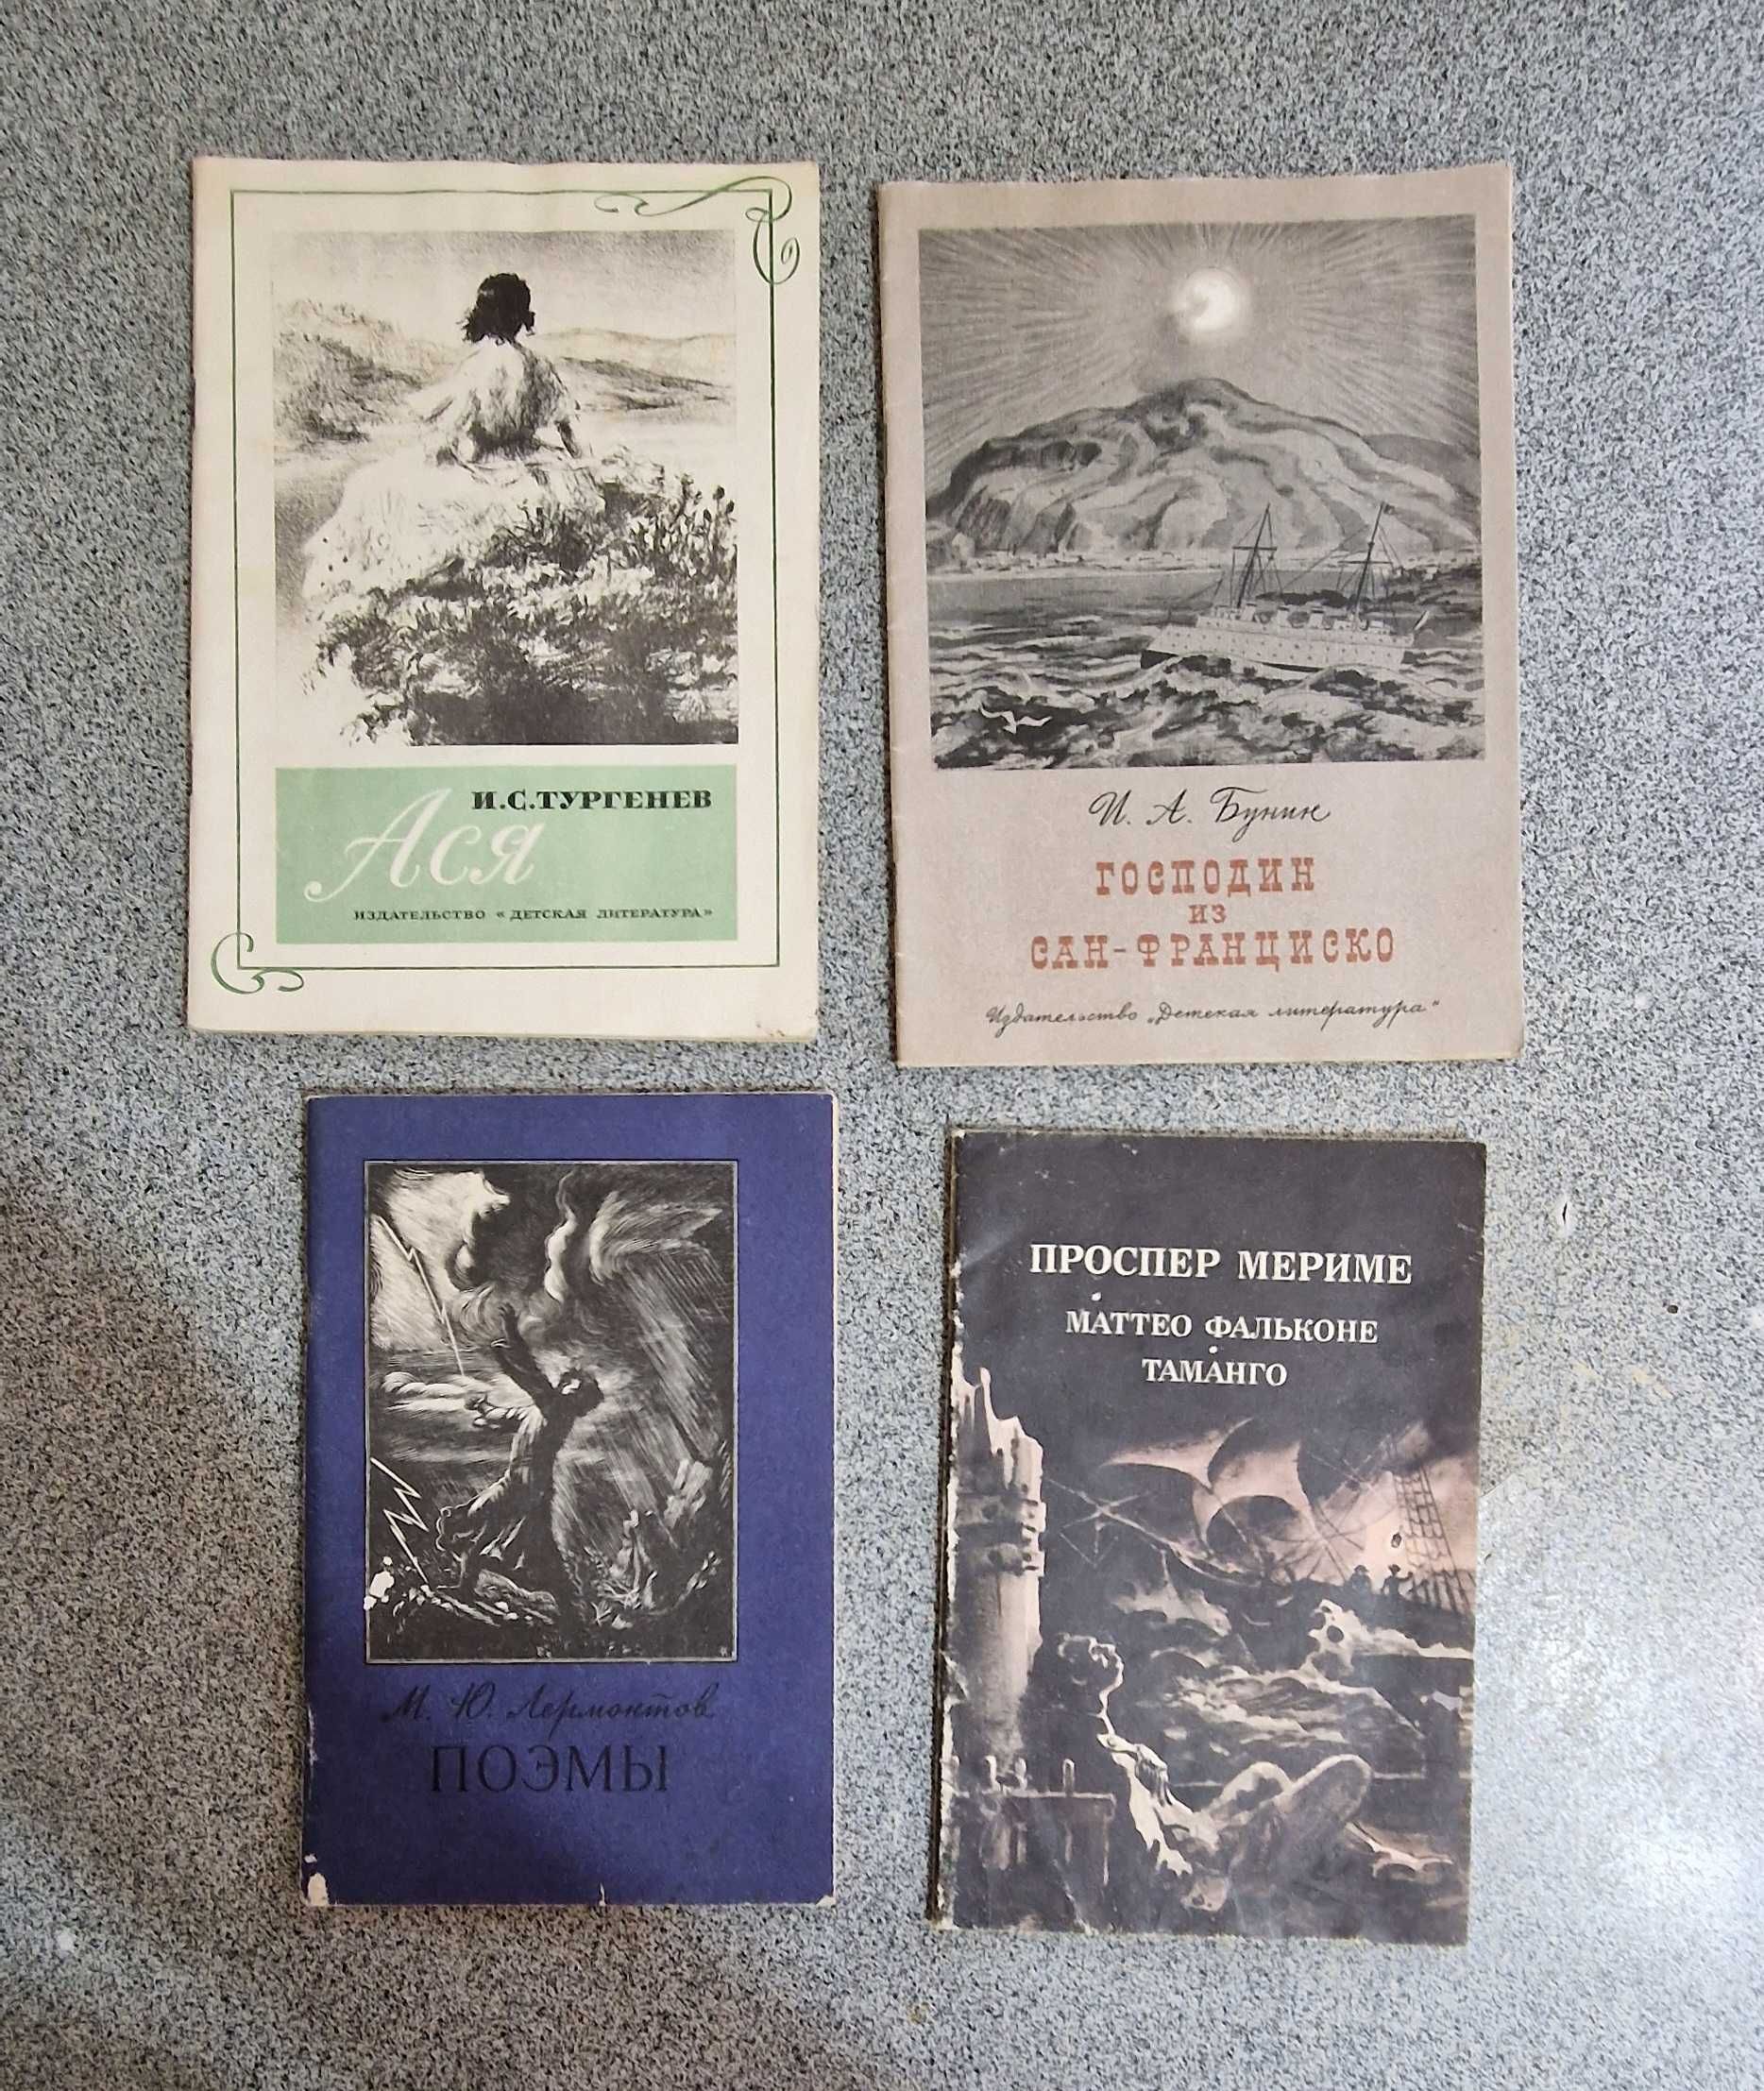 И.С.ТУРГЕНЕВ
Ася
ИЗДАТЕЛЬСТВО «ДЕТСКАЯ ЛИТЕРАТУРА»
И. А. Бунин
ГОСПОДИН
ИЗ
САН-ФРАНЦИСКО
Издательство „Детская литература“
М. Ю. Лермонтов
ПОЭМЫ
ПРОСПЕР МЕРИМЕ
МАТТЕО ФАЛЬКОНЕ
ТАМАНГО